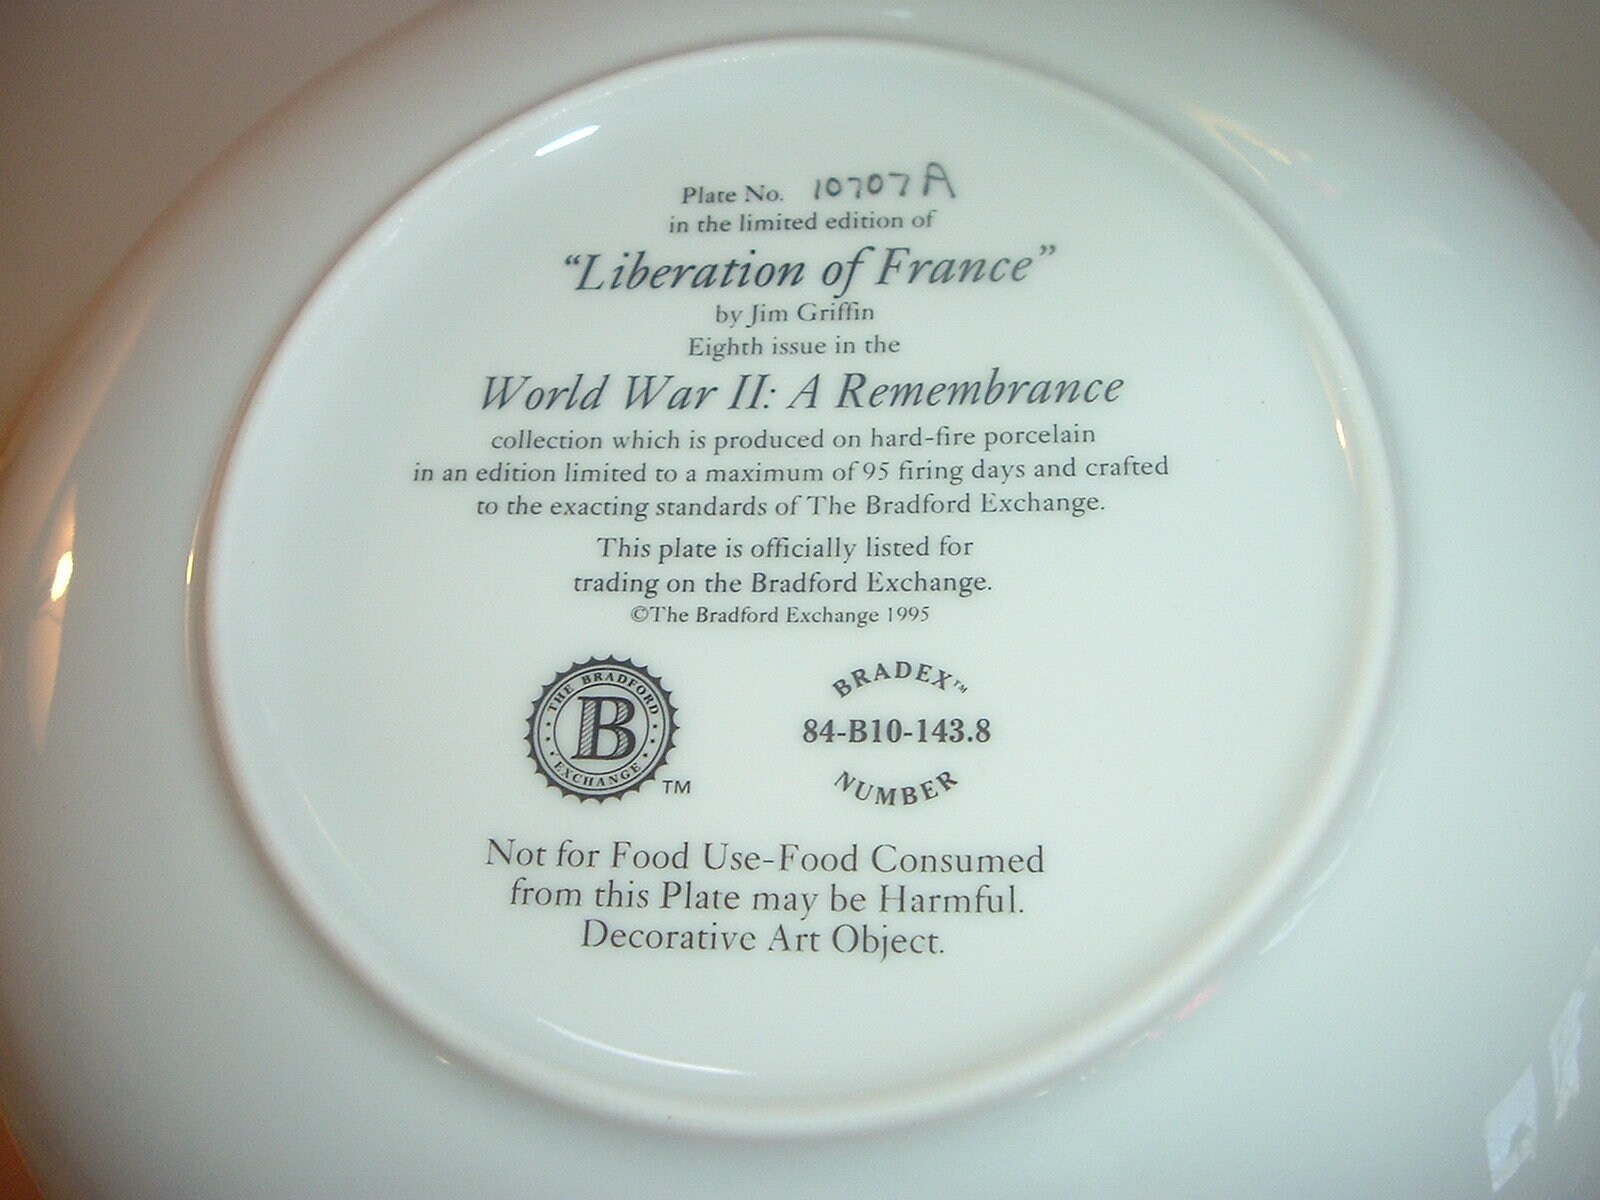 Plate No. 10707A
in the limited edition of
“Liberation of France”
by Jim Griffin
Eighth issue in the
World War II: A Remembrance
collection which is produced on hard-fire porcelain
in an edition limited to a maximum of 95 firing days and crafted
to the exacting standards of The Bradford Exchange.
This plate is officially listed for
trading on the Bradford Exchange.
©The Bradford Exchange 1995
THE BRADFORD
B
EXCHANGE
TM
BRADEX™
84-B10-143.8
NUMBER
Not for Food Use-Food Consumed
from this Plate may be Harmful.
Decorative Art Object.